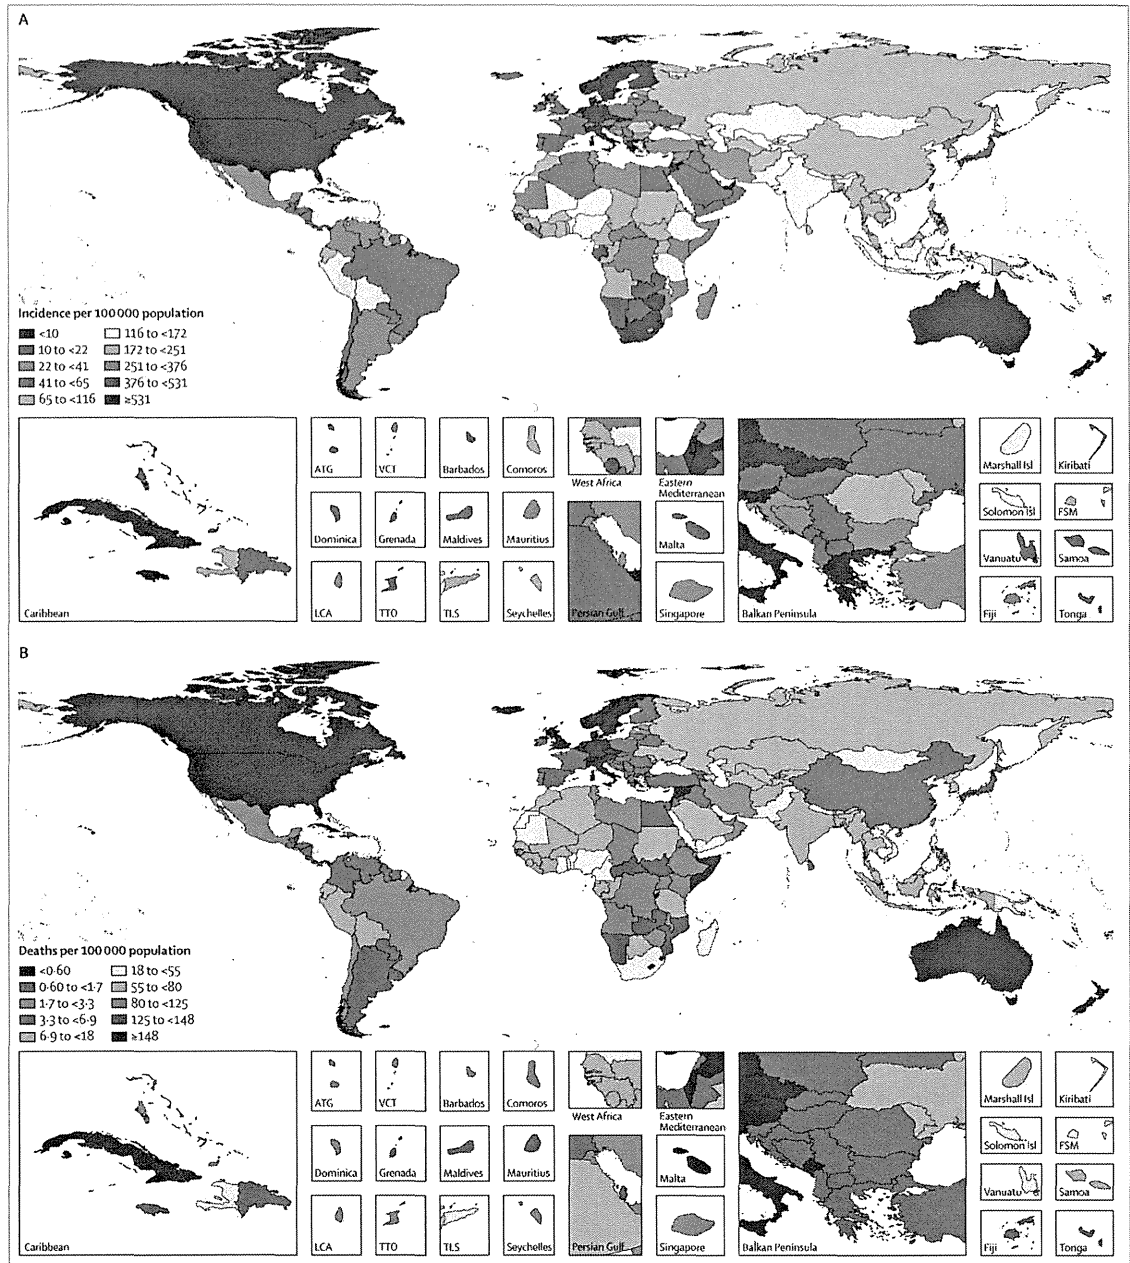 A
Incidence per 100 000 population
<10
10 to <22
22 to <41
41 to <65
65 to <116
116 to <172
172 to <251
251 to <376
376 to <531
≥531
Caribbean
ATG
VCT
Barbados
Comoros
Dominica
Grenada
Maldives
Mauritius
LCA
TTO
TLS
Seychelles
West Africa
Eastern
Mediterranean
Persian Gulf
Malta
Singapore
Balkan Peninsula
Marshall Isl
Kiribati
Solomon Isl
FSM
Vanuatu
Samoa
Fiji
Tonga
B
Deaths per 100 000 population
<0·60
0·60 to <1·7
1·7 to <3·3
3·3 to <6·9
6·9 to <18
18 to <55
55 to <80
80 to <125
125 to <148
≥148
Caribbean
ATG
VCT
Barbados
Comoros
Dominica
Grenada
Maldives
Mauritius
LCA
TTO
TLS
Seychelles
West Africa
Eastern
Mediterranean
Persian Gulf
Malta
Singapore
Balkan Peninsula
Marshall Isl
Kiribati
Solomon Isl
FSM
Vanuatu
Samoa
Fiji
Tonga